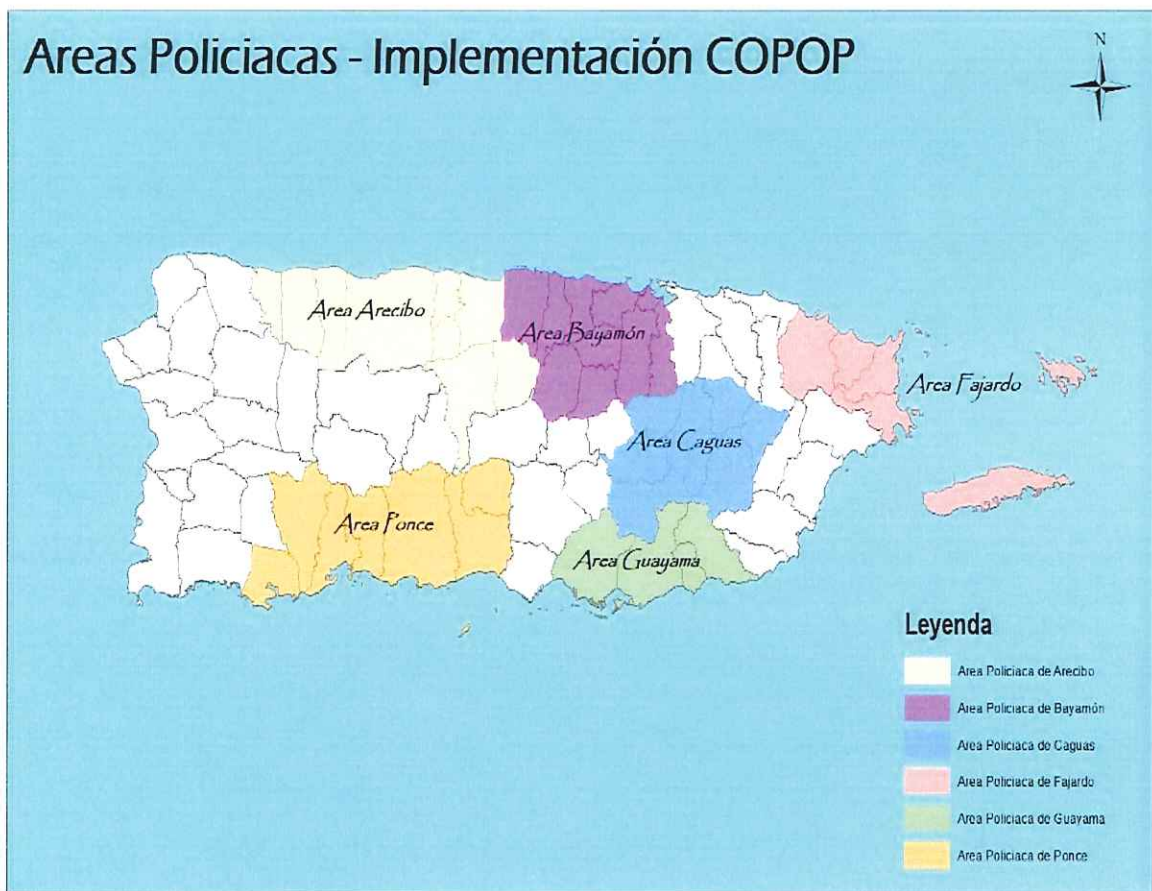 Areas Policiacas - Implementación COPOP
N
Area Arecibo
Area Bayamón
Area Fajardo
Area Caguas
Area Ponce
Area Guayama
Leyenda
Area Policiaca de Arecibo
Area Policiaca de Bayamón
Area Policiaca de Caguas
Area Policiaca de Fajardo
Area Policiaca de Guayama
Area Policiaca de Ponce